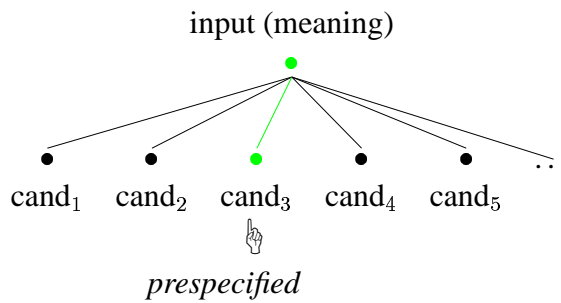 input (meaning)
cand₁ cand₂ cand₃ cand₄ cand₅ ..
prespecified